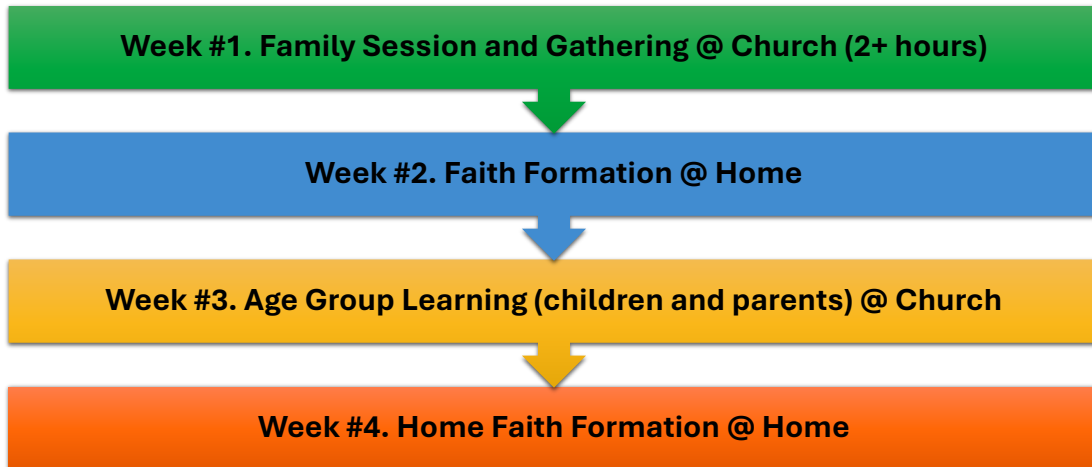 Week #1. Family Session and Gathering @ Church (2+ hours)
Week #2. Faith Formation @ Home
Week #3. Age Group Learning (children and parents) @ Church
Week #4. Home Faith Formation @ Home